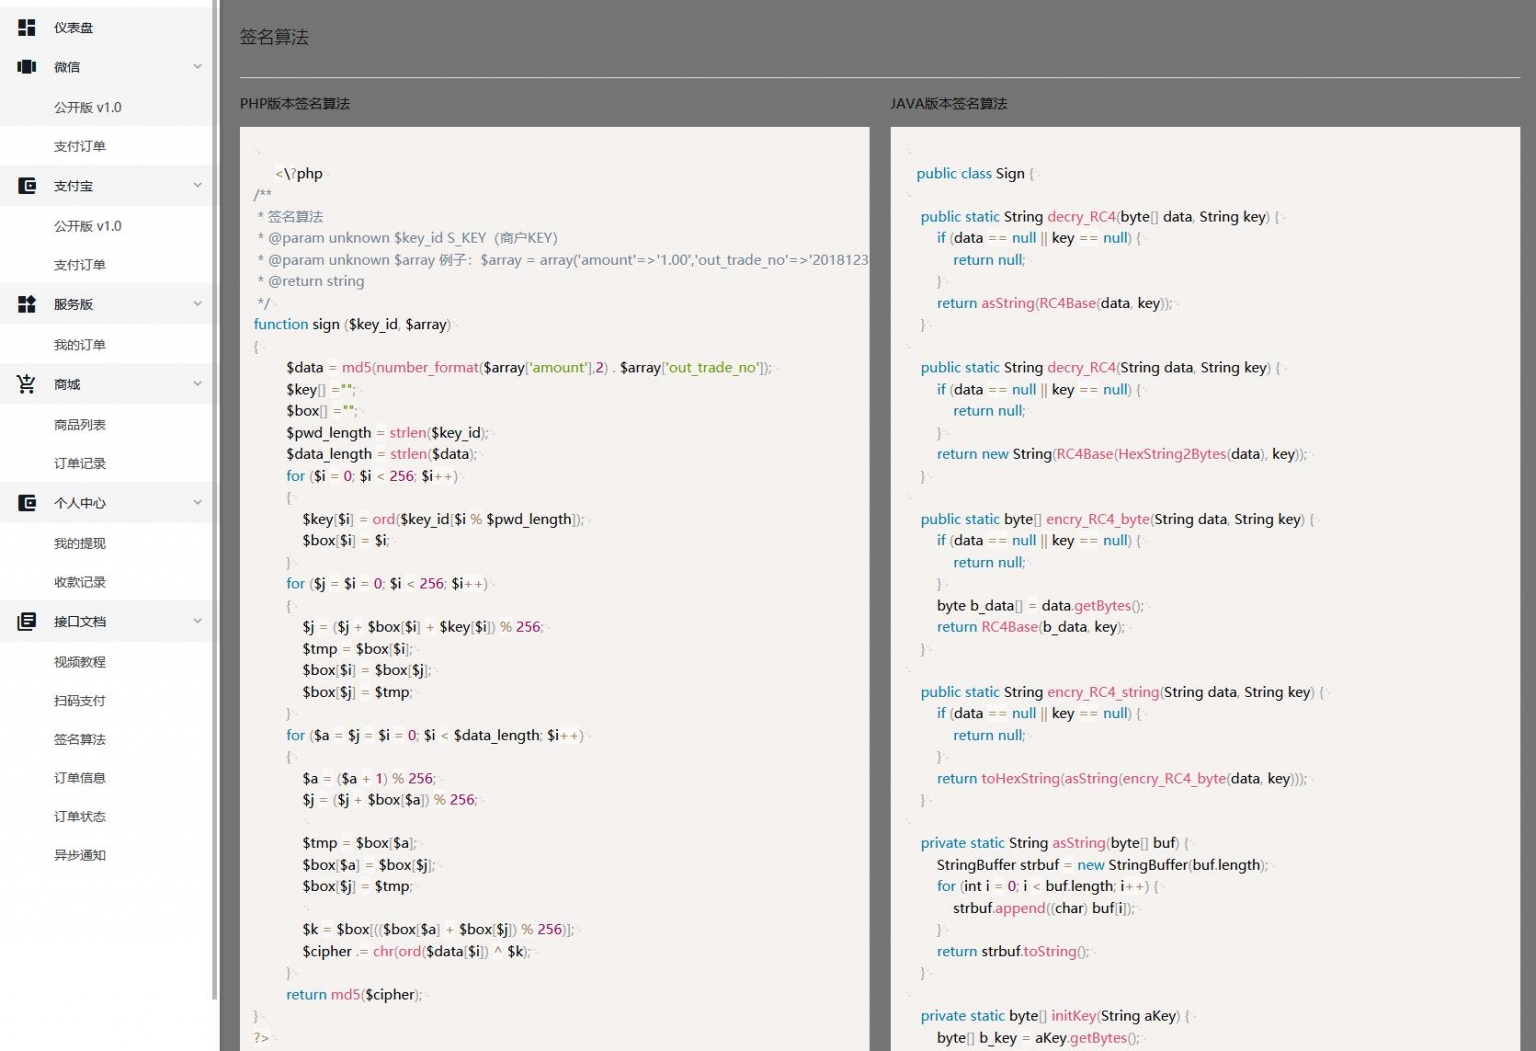 仪表盘
微信
公开版 v1.0
支付订单
支付宝
公开版 v1.0
支付订单
服务版
我的订单
商城
商品列表
订单记录
个人中心
我的提现
收款记录
接口文档
视频教程
扫码支付
签名算法
订单信息
订单状态
异步通知
签名算法
PHP版本签名算法
<\?php
/**
* 签名算法
* @param unknown $key_id S_KEY（商户KEY）
* @param unknown $array 例子：$array = array('amount'=>'1.00','out_trade_no'=>'2018123
* @return string
*/
function sign ($key_id, $array)
{
$data = md5(number_format($array['amount'],2) . $array['out_trade_no']);
$key[] ="";
$box[] ="";
$pwd_length = strlen($key_id);
$data_length = strlen($data);
for ($i = 0; $i < 256; $i++)
{
$key[$i] = ord($key_id[$i % $pwd_length]);
$box[$i] = $i;
}
for ($j = $i = 0; $i < 256; $i++)
{
$j = ($j + $box[$i] + $key[$i]) % 256;
$tmp = $box[$i];
$box[$i] = $box[$j];
$box[$j] = $tmp;
}
for ($a = $j = $i = 0; $i < $data_length; $i++)
{
$a = ($a + 1) % 256;
$j = ($j + $box[$a]) % 256;
$tmp = $box[$a];
$box[$a] = $box[$j];
$box[$j] = $tmp;
$k = $box[(($box[$a] + $box[$j]) % 256)];
$cipher .= chr(ord($data[$i]) ^ $k);
}
return md5($cipher);
}
?>
JAVA版本签名算法
public class Sign {
public static String decry_RC4(byte[] data, String key) {
if (data == null || key == null) {
return null;
}
return asString(RC4Base(data, key));
}
public static String decry_RC4(String data, String key) {
if (data == null || key == null) {
return null;
}
return new String(RC4Base(HexString2Bytes(data), key));
}
public static byte[] encry_RC4_byte(String data, String key) {
if (data == null || key == null) {
return null;
}
byte b_data[] = data.getBytes();
return RC4Base(b_data, key);
}
public static String encry_RC4_string(String data, String key) {
if (data == null || key == null) {
return null;
}
return toHexString(asString(encry_RC4_byte(data, key)));
}
private static String asString(byte[] buf) {
StringBuffer strbuf = new StringBuffer(buf.length);
for (int i = 0; i < buf.length; i++) {
strbuf.append((char) buf[i]);
}
return strbuf.toString();
}
private static byte[] initKey(String aKey) {
byte[] b_key = aKey.getBytes();